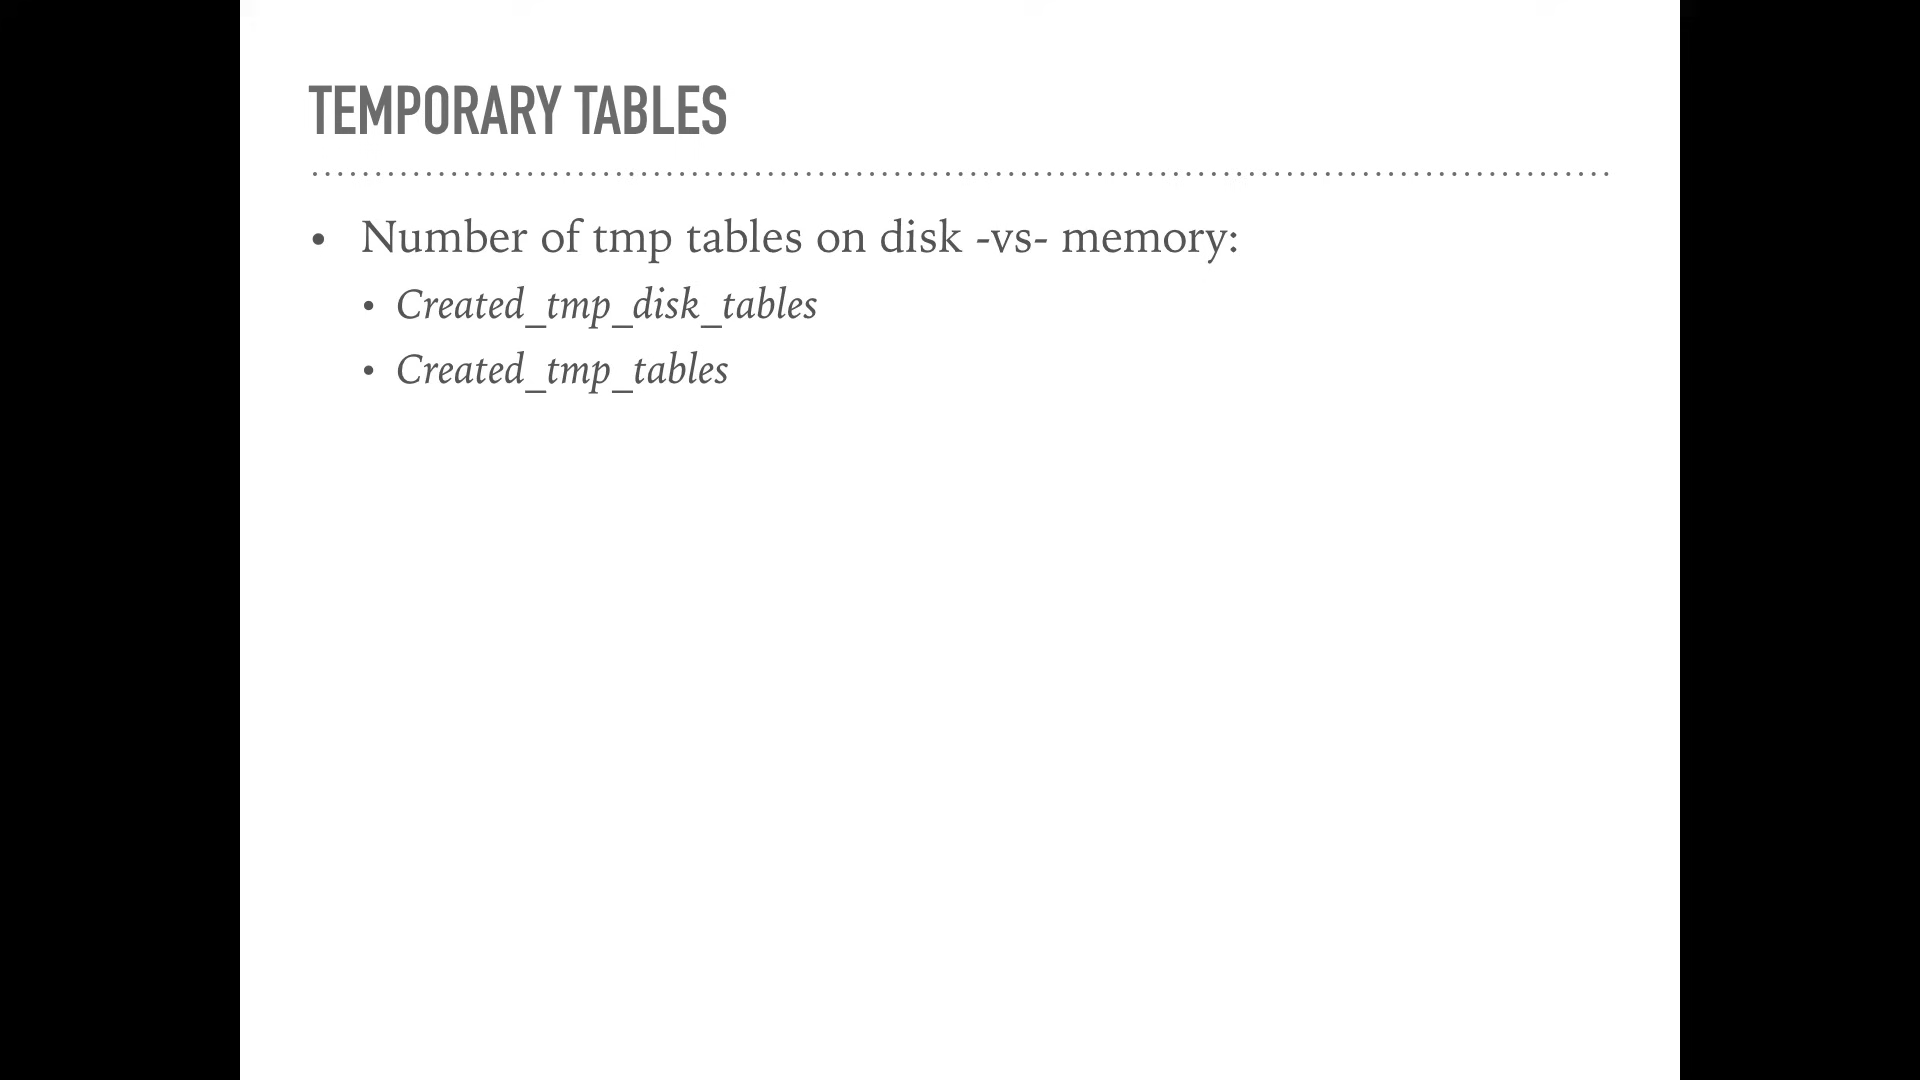 TEMPORARY TABLES
• Number of tmp tables on disk -vs- memory:
• Created_tmp_disk_tables
• Created_tmp_tables